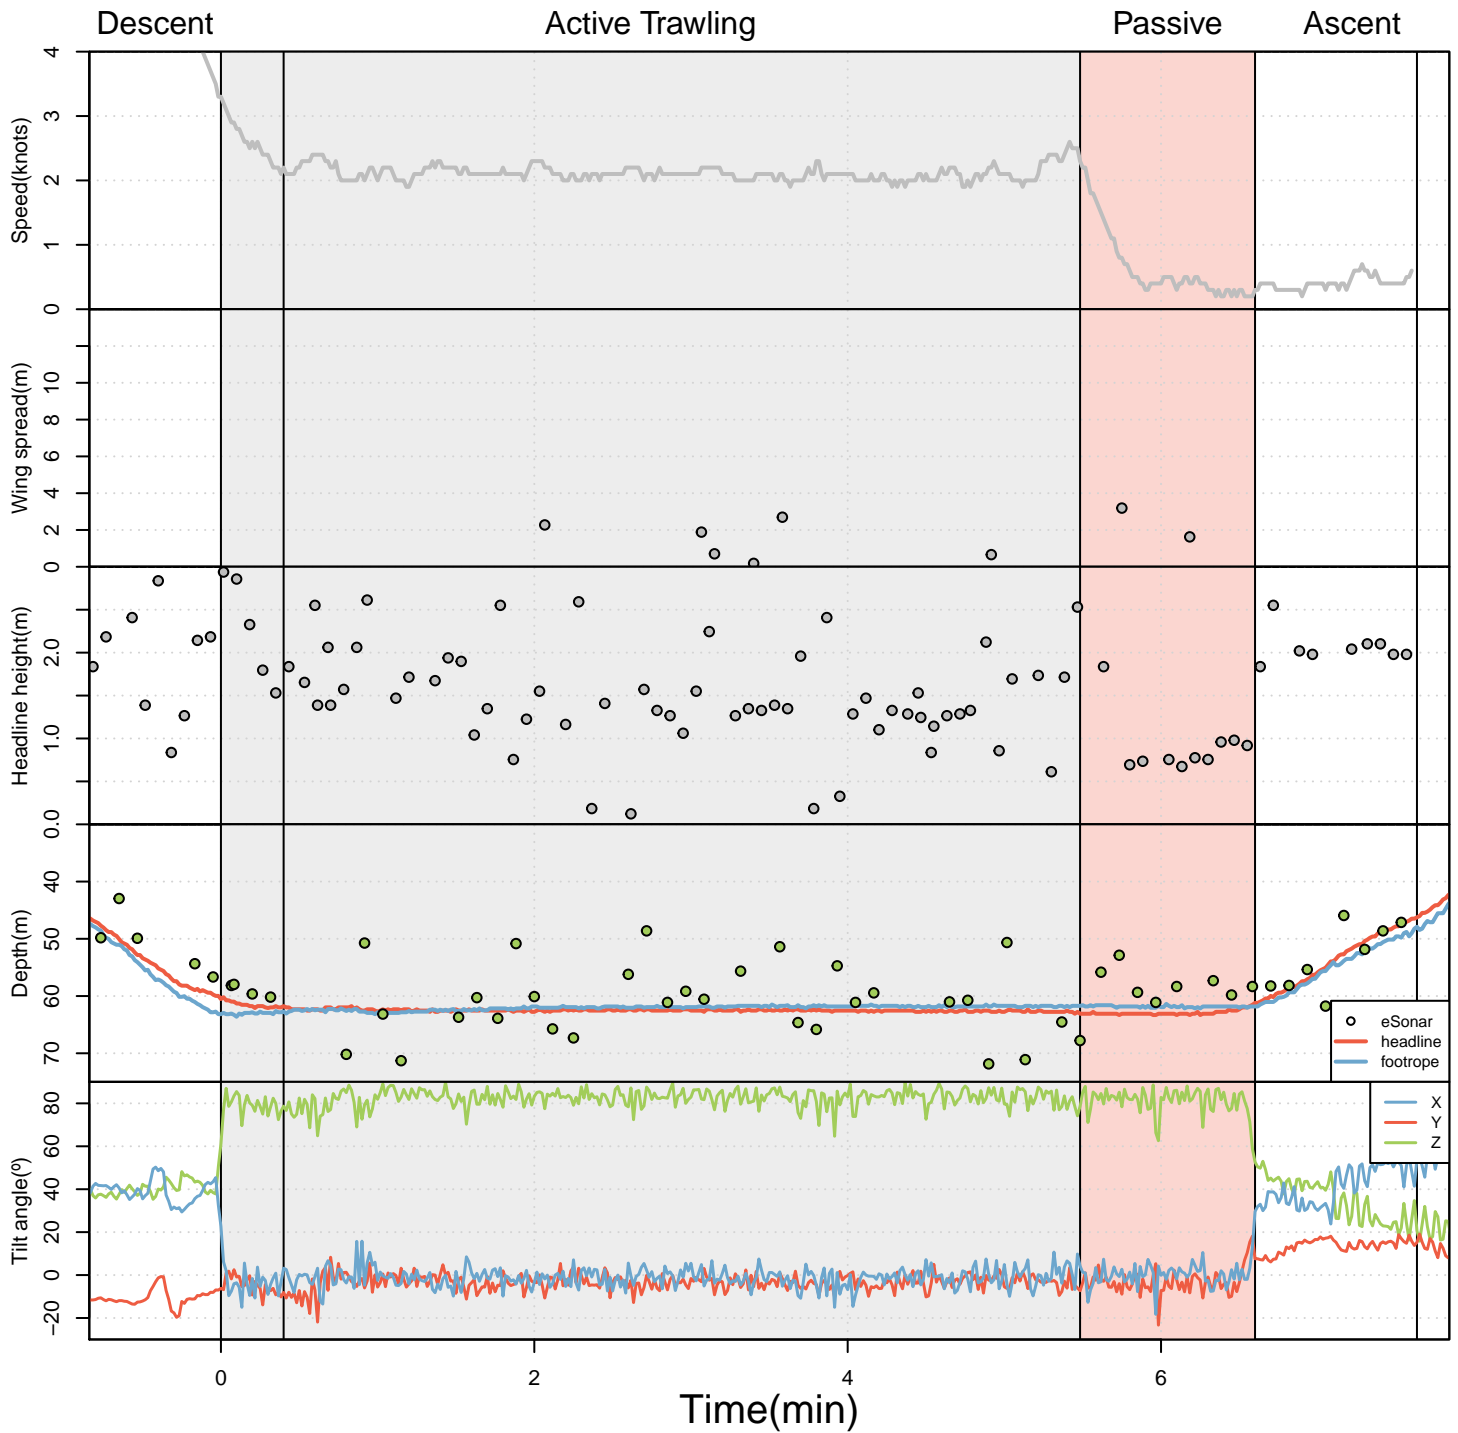 Descent Active Trawling Passive Ascent
Speed(knots)
4
3
2
1
0
Wing spread(m)
10
8
6
4
2
0
Headline height(m)
2.0
1.0
0.0
Depth(m)
40
50
60
70
eSonar
headline
footrope
Tilt angle(º)
80
60
40
20
0
−20
X
Y
Z
0 2 4 6
Time(min)